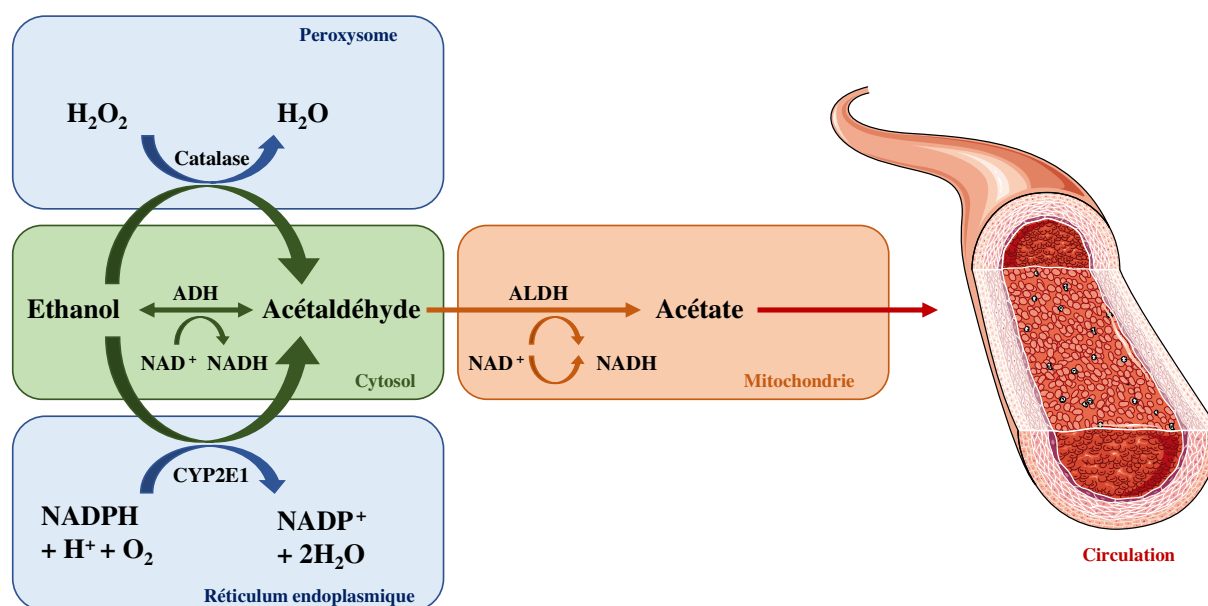 Peroxysome
H₂O₂
H₂O
Catalase
Ethanol
ADH
Acétaldéhyde
NAD⁺
NADH
Cytosol
ALDH
Acétate
NAD⁺
NADH
Mitochondrie
CYP2E1
NADPH
+ H⁺ + O₂
NADP⁺
+ 2H₂O
Réticulum endoplasmique
Circulation